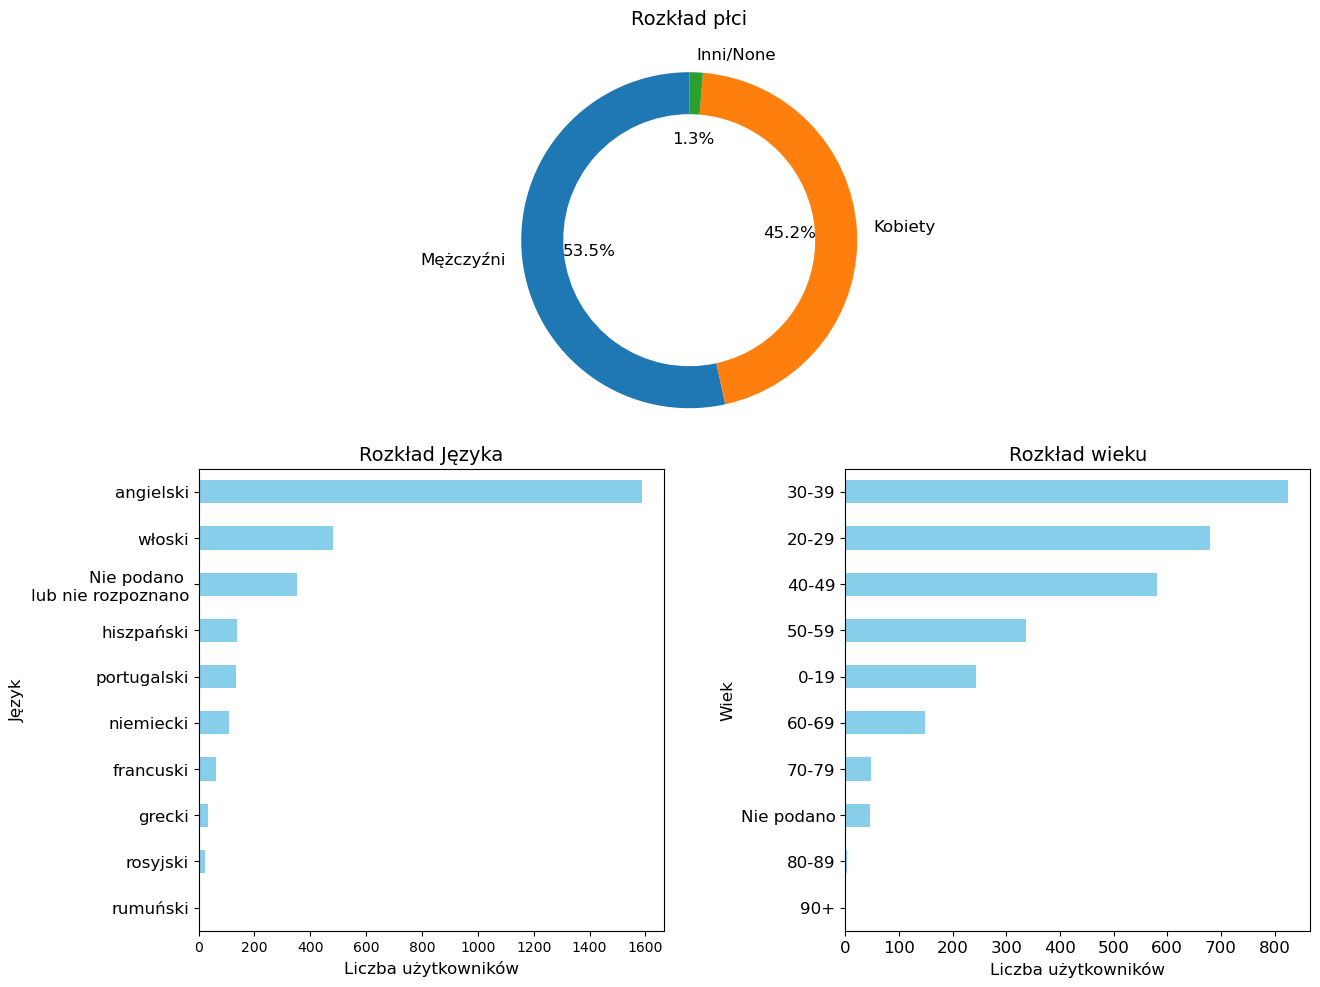 Rozkład płci
Inni/None
1.3%
Kobiety
45.2%
53.5%
Mężczyźni
Rozkład Języka
angielski
włoski
Nie podano
lub nie rozpoznano
hiszpański
portugalski
niemiecki
francuski
grecki
rosyjski
rumuński
Język
0 200 400 600 800 1000 1200 1400 1600
Liczba użytkowników
Rozkład wieku
30-39
20-29
40-49
50-59
0-19
60-69
70-79
Nie podano
80-89
90+
Wiek
0 100 200 300 400 500 600 700 800
Liczba użytkowników